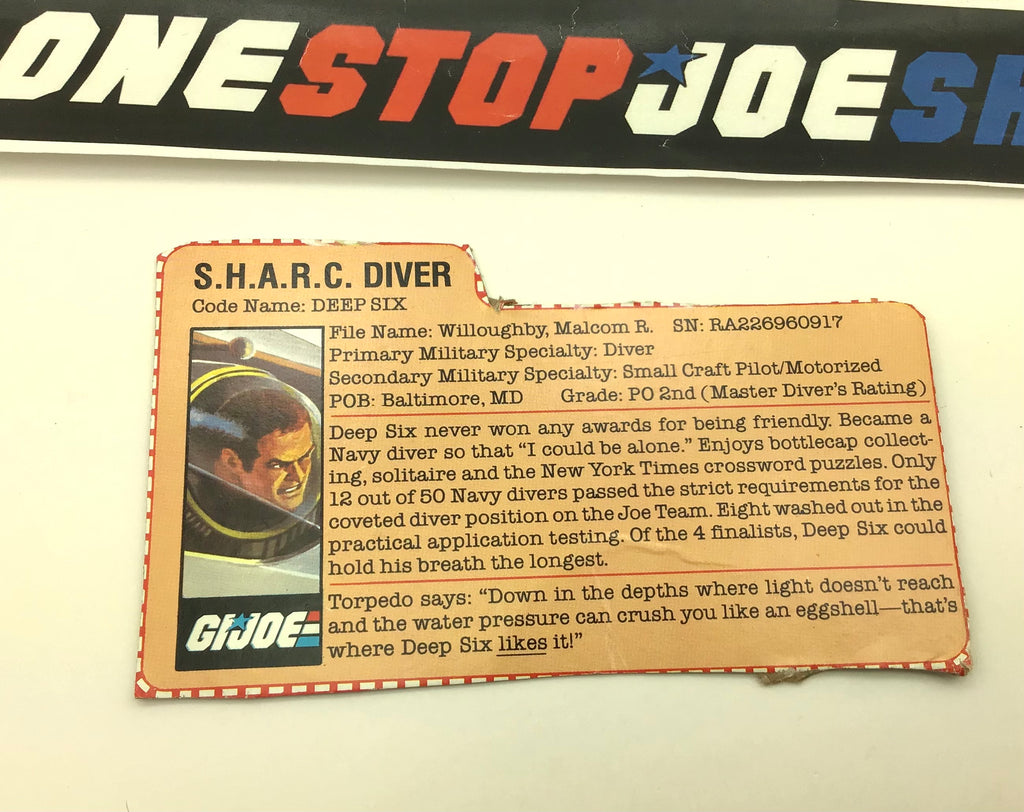 ONE STOP JOE SH
S.H.A.R.C. DIVER
Code Name: DEEP SIX
File Name: Willoughby, Malcom R. SN: RA226960917
Primary Military Specialty: Diver
Secondary Military Specialty: Small Craft Pilot/Motorized
POB: Baltimore, MD Grade: PO 2nd (Master Diver's Rating)
Deep Six never won any awards for being friendly. Became a
Navy diver so that “I could be alone.” Enjoys bottlecap collect-
ing, solitaire and the New York Times crossword puzzles. Only
12 out of 50 Navy divers passed the strict requirements for the
coveted diver position on the Joe Team. Eight washed out in the
practical application testing. Of the 4 finalists, Deep Six could
hold his breath the longest.
Torpedo says: “Down in the depths where light doesn't reach
and the water pressure can crush you like an eggshell—that's
where Deep Six likes it!”
GI JOE